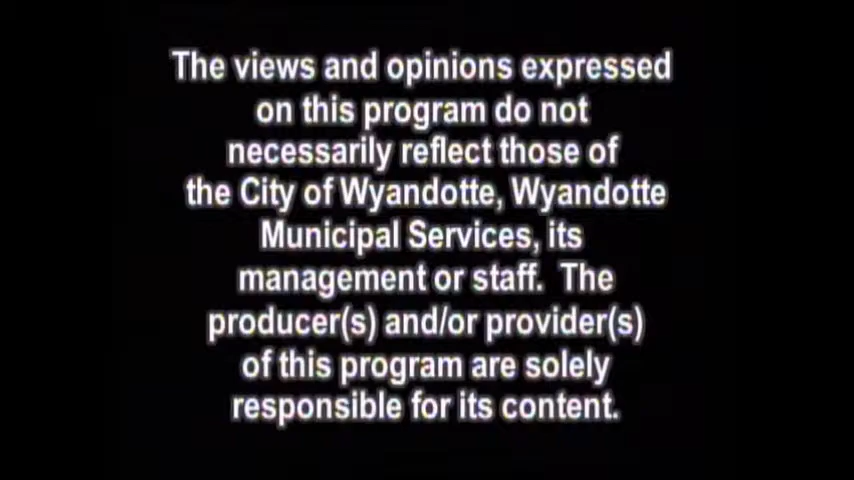 The views and opinions expressed
on this program do not
necessarily reflect those of
the City of Wyandotte, Wyandotte
Municipal Services, its
management or staff.  The
producer(s) and/or provider(s)
of this program are solely
responsible for its content.